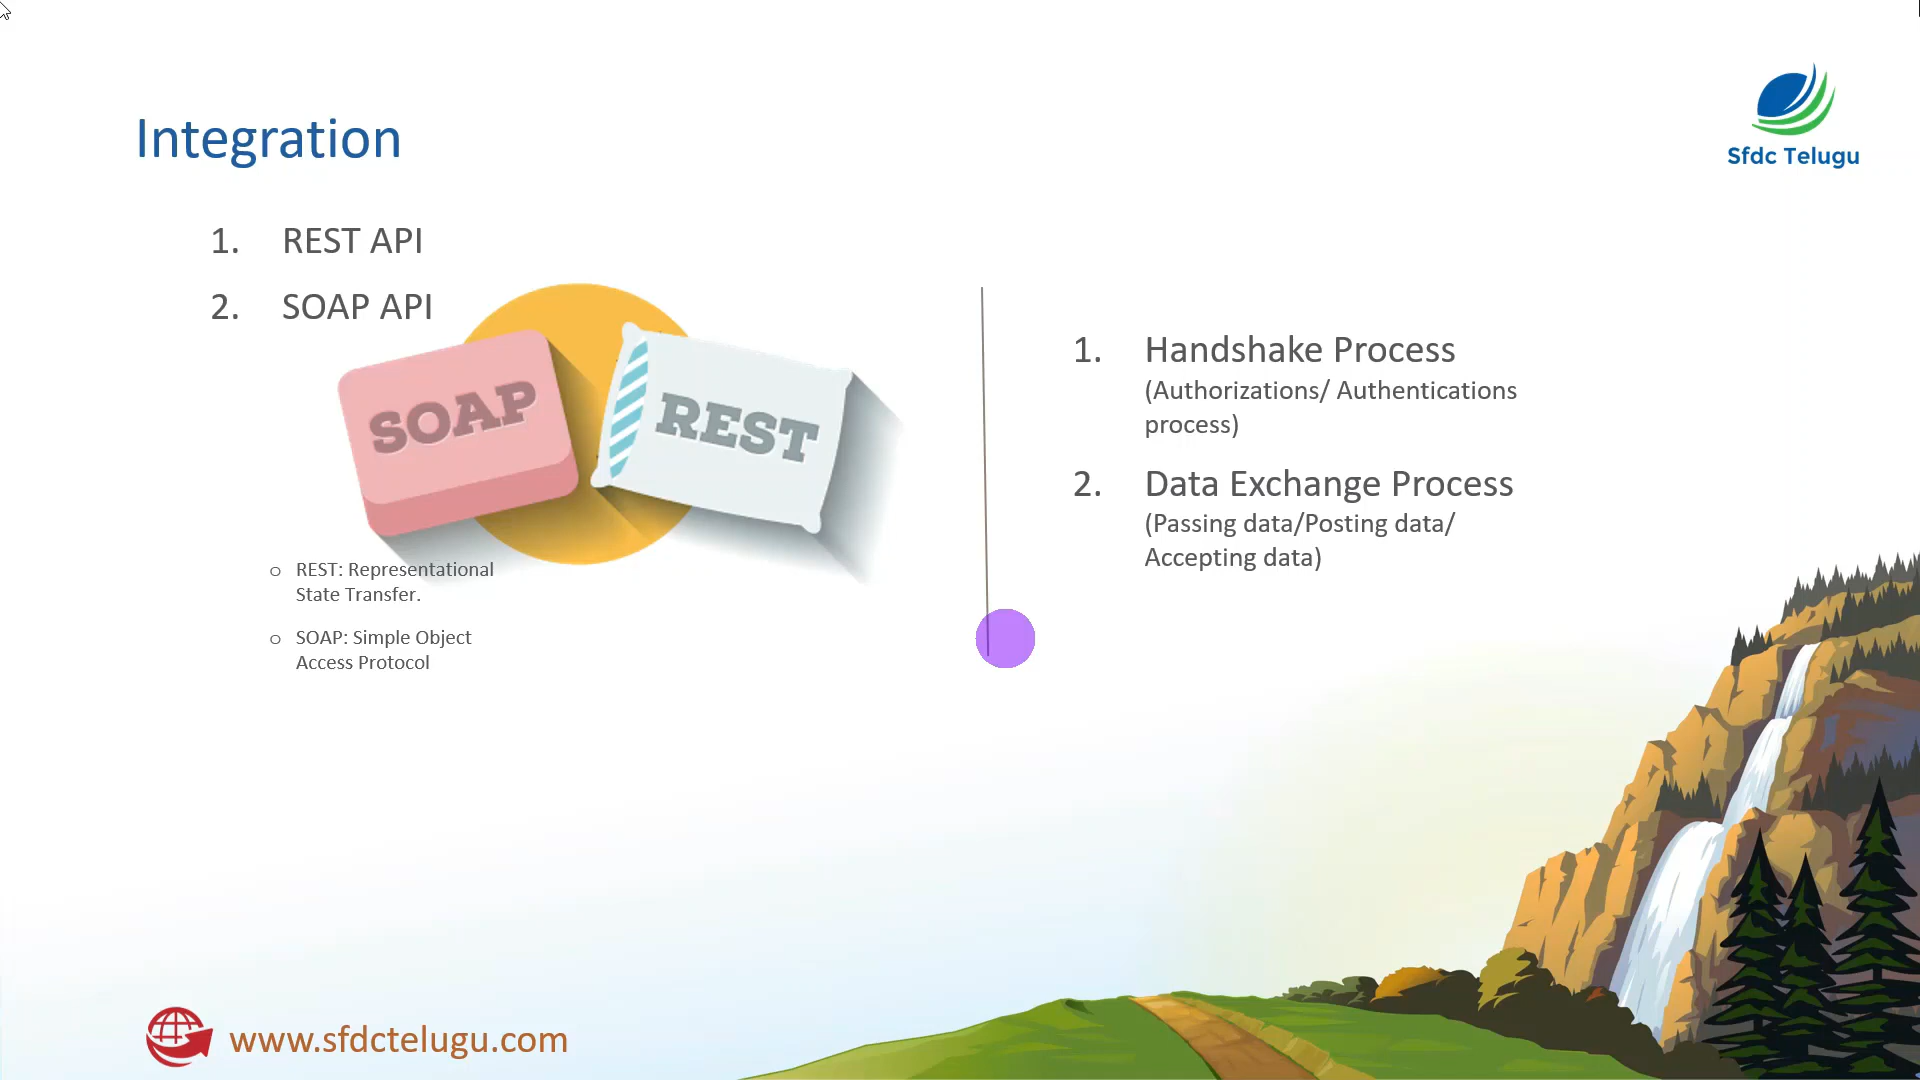 Integration
Sfdc Telugu
1. REST API
2. SOAP API
SOAP
REST
o REST: Representational
State Transfer.
o SOAP: Simple Object
Access Protocol
1. Handshake Process
(Authorizations/ Authentications
process)
2. Data Exchange Process
(Passing data/Posting data/
Accepting data)
www.sfdctelugu.com